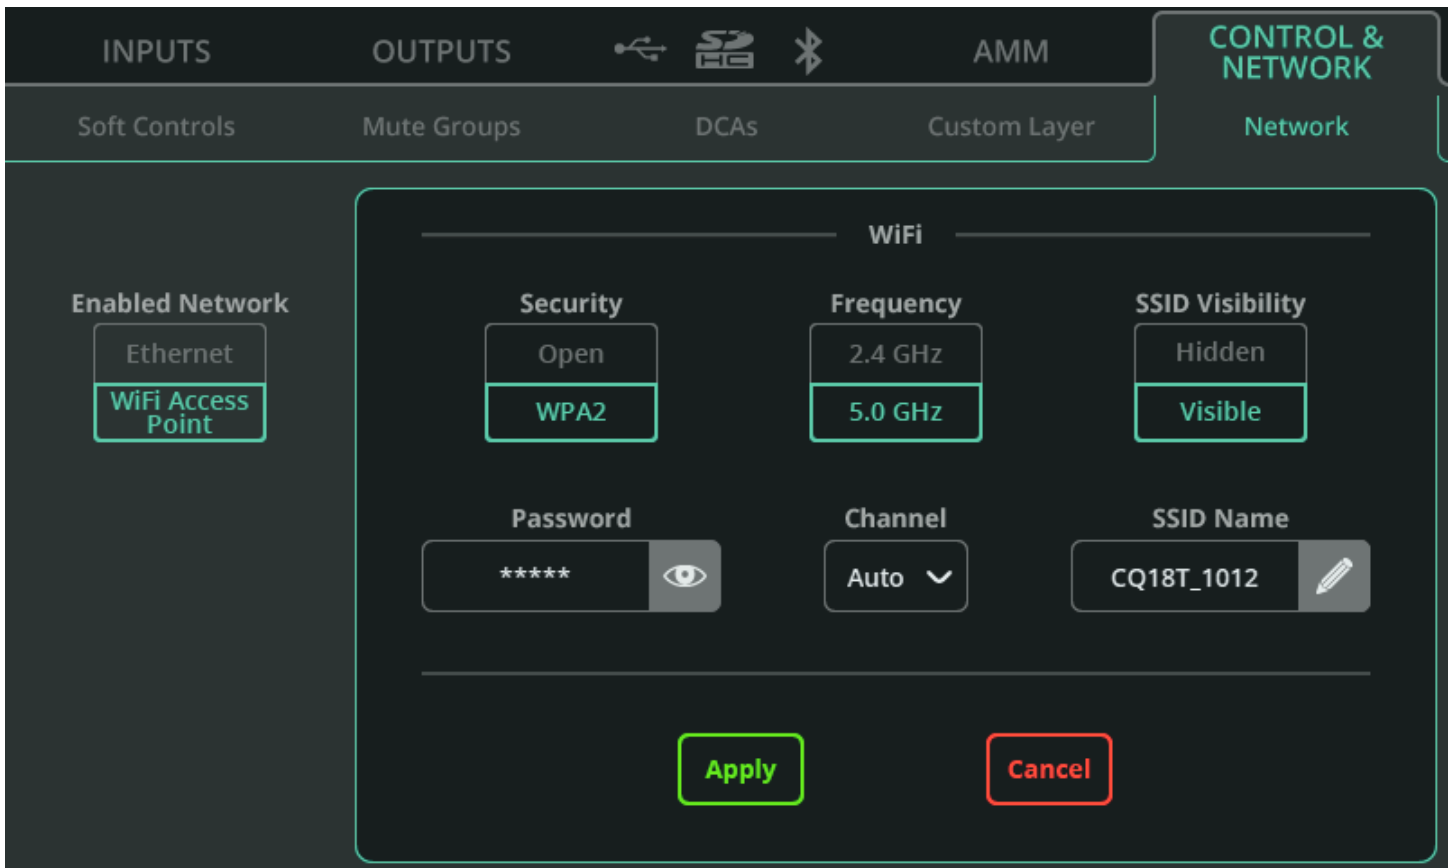 INPUTS
OUTPUTS
SD
HC
AMM
CONTROL &
NETWORK
Soft Controls
Mute Groups
DCAs
Custom Layer
Network
WiFi
Enabled Network
Ethernet
WiFi Access
Point
Security
Open
WPA2
Frequency
2.4 GHz
5.0 GHz
SSID Visibility
Hidden
Visible
Password
*****
Channel
Auto
SSID Name
CQ18T_1012
Apply
Cancel